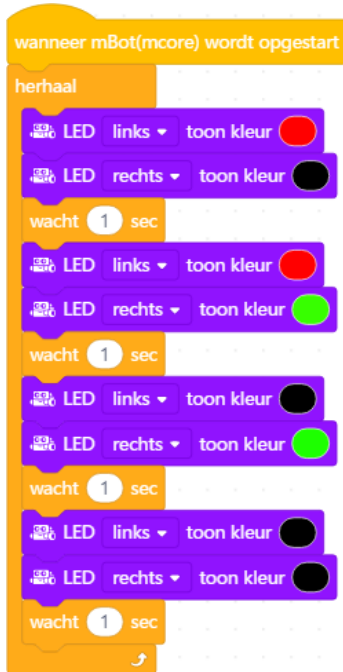 wanneer mBot(mcore) wordt opgestart
herhaal
LED links toon kleur
LED rechts toon kleur
wacht 1 sec
LED links toon kleur
LED rechts toon kleur
wacht 1 sec
LED links toon kleur
LED rechts toon kleur
wacht 1 sec
LED links toon kleur
LED rechts toon kleur
wacht 1 sec